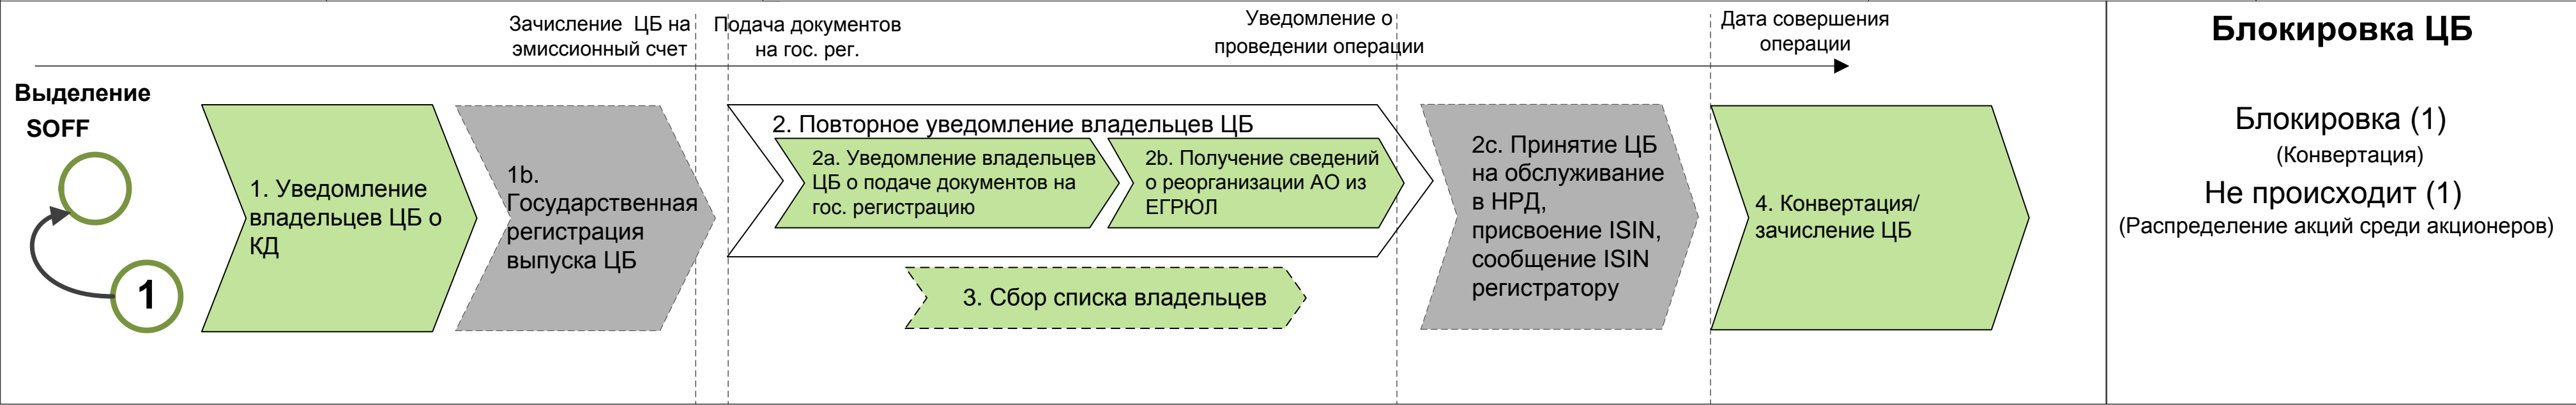 Зачисление ЦБ на
эмиссионный счет
Подача документов
на гос. рег.
Уведомление о
проведении операции
Дата совершения
операции
Блокировка ЦБ
Выделение
SOFF
1
1. Уведомление
владельцев ЦБ о
КД
1b.
Государственная
регистрация
выпуска ЦБ
2. Повторное уведомление владельцев ЦБ
2a. Уведомление владельцев
ЦБ о подаче документов на
гос. регистрацию
2b. Получение сведений
о реорганизации АО из
ЕГРЮЛ
3. Сбор списка владельцев
2c. Принятие ЦБ
на обслуживание
в НРД,
присвоение ISIN,
сообщение ISIN
регистратору
4. Конвертация/
зачисление ЦБ
Блокировка (1)
(Конвертация)
Не происходит (1)
(Распределение акций среди акционеров)